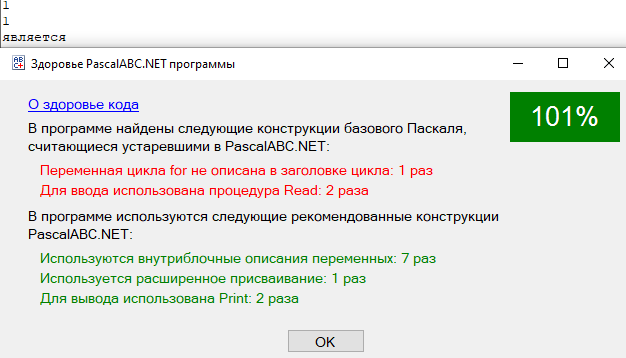 1
1
является
Здоровье PascalABC.NET программы
О здоровье кода
101%
В программе найдены следующие конструкции базового Паскаля,
считающиеся устаревшими в PascalABC.NET:
Переменная цикла for не описана в заголовке цикла: 1 раз
Для ввода использована процедура Read: 2 раза
В программе используются следующие рекомендованные конструкции
PascalABC.NET:
Используются внутриблочные описания переменных: 7 раз
Используется расширенное присваивание: 1 раз
Для вывода использована Print: 2 раза
OK